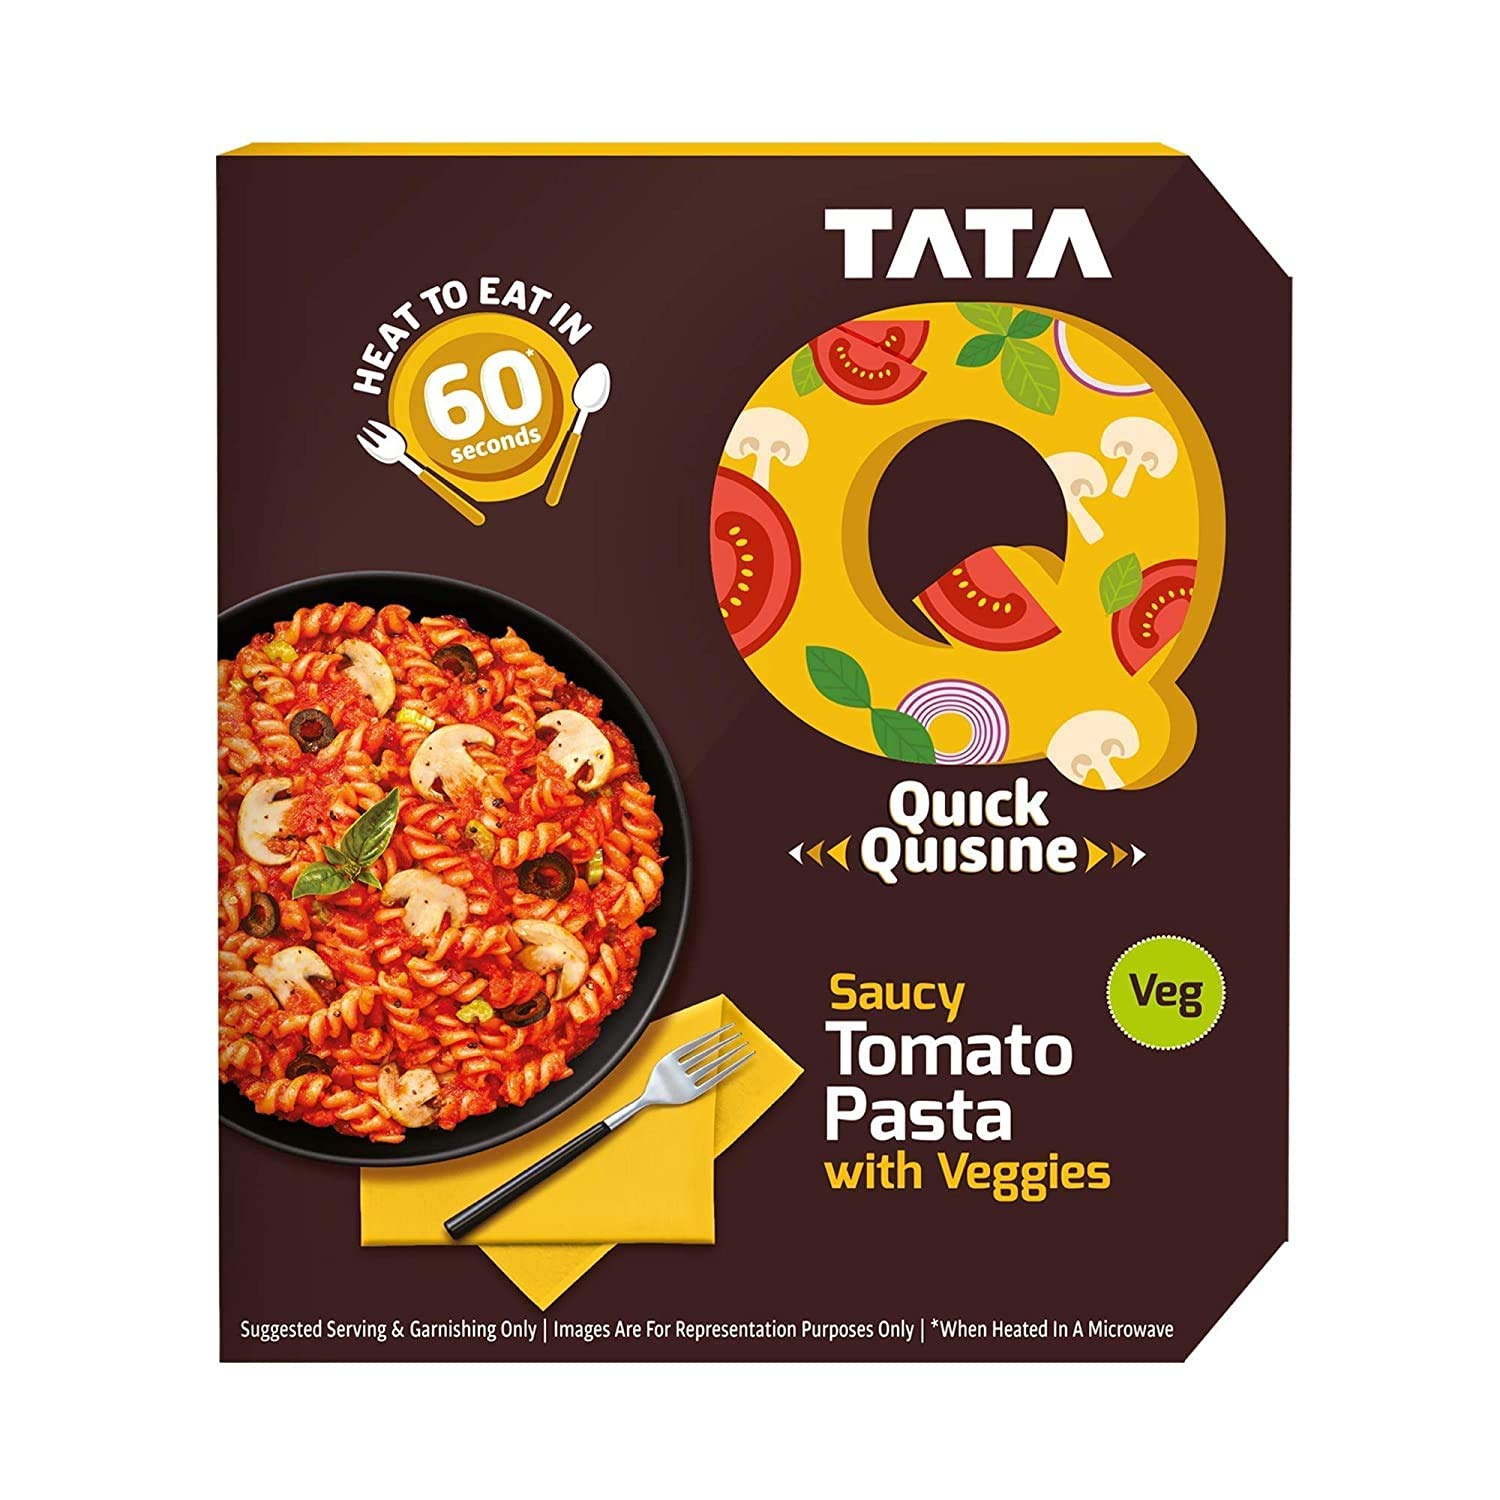 TATA
HEAT TO EAT IN
60*
seconds
Q
Quick
Quisine
Saucy
Tomato
Pasta
with Veggies
Veg
Suggested Serving & Garnishing Only | Images Are For Representation Purposes Only | *When Heated In A Microwave